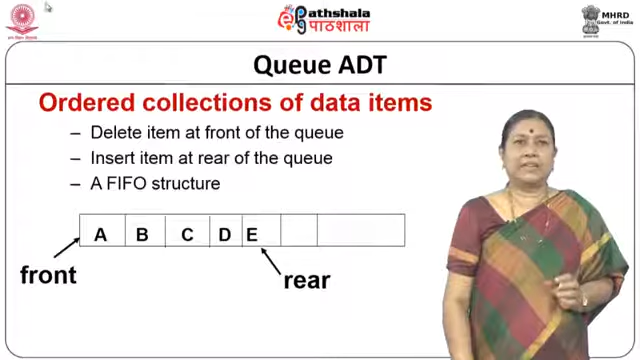 Pathshala
पाठशाला
MHRD
Govt. of India
Queue ADT
Ordered collections of data items
– Delete item at front of the queue
– Insert item at rear of the queue
– A FIFO structure
A B C D E
front
rear